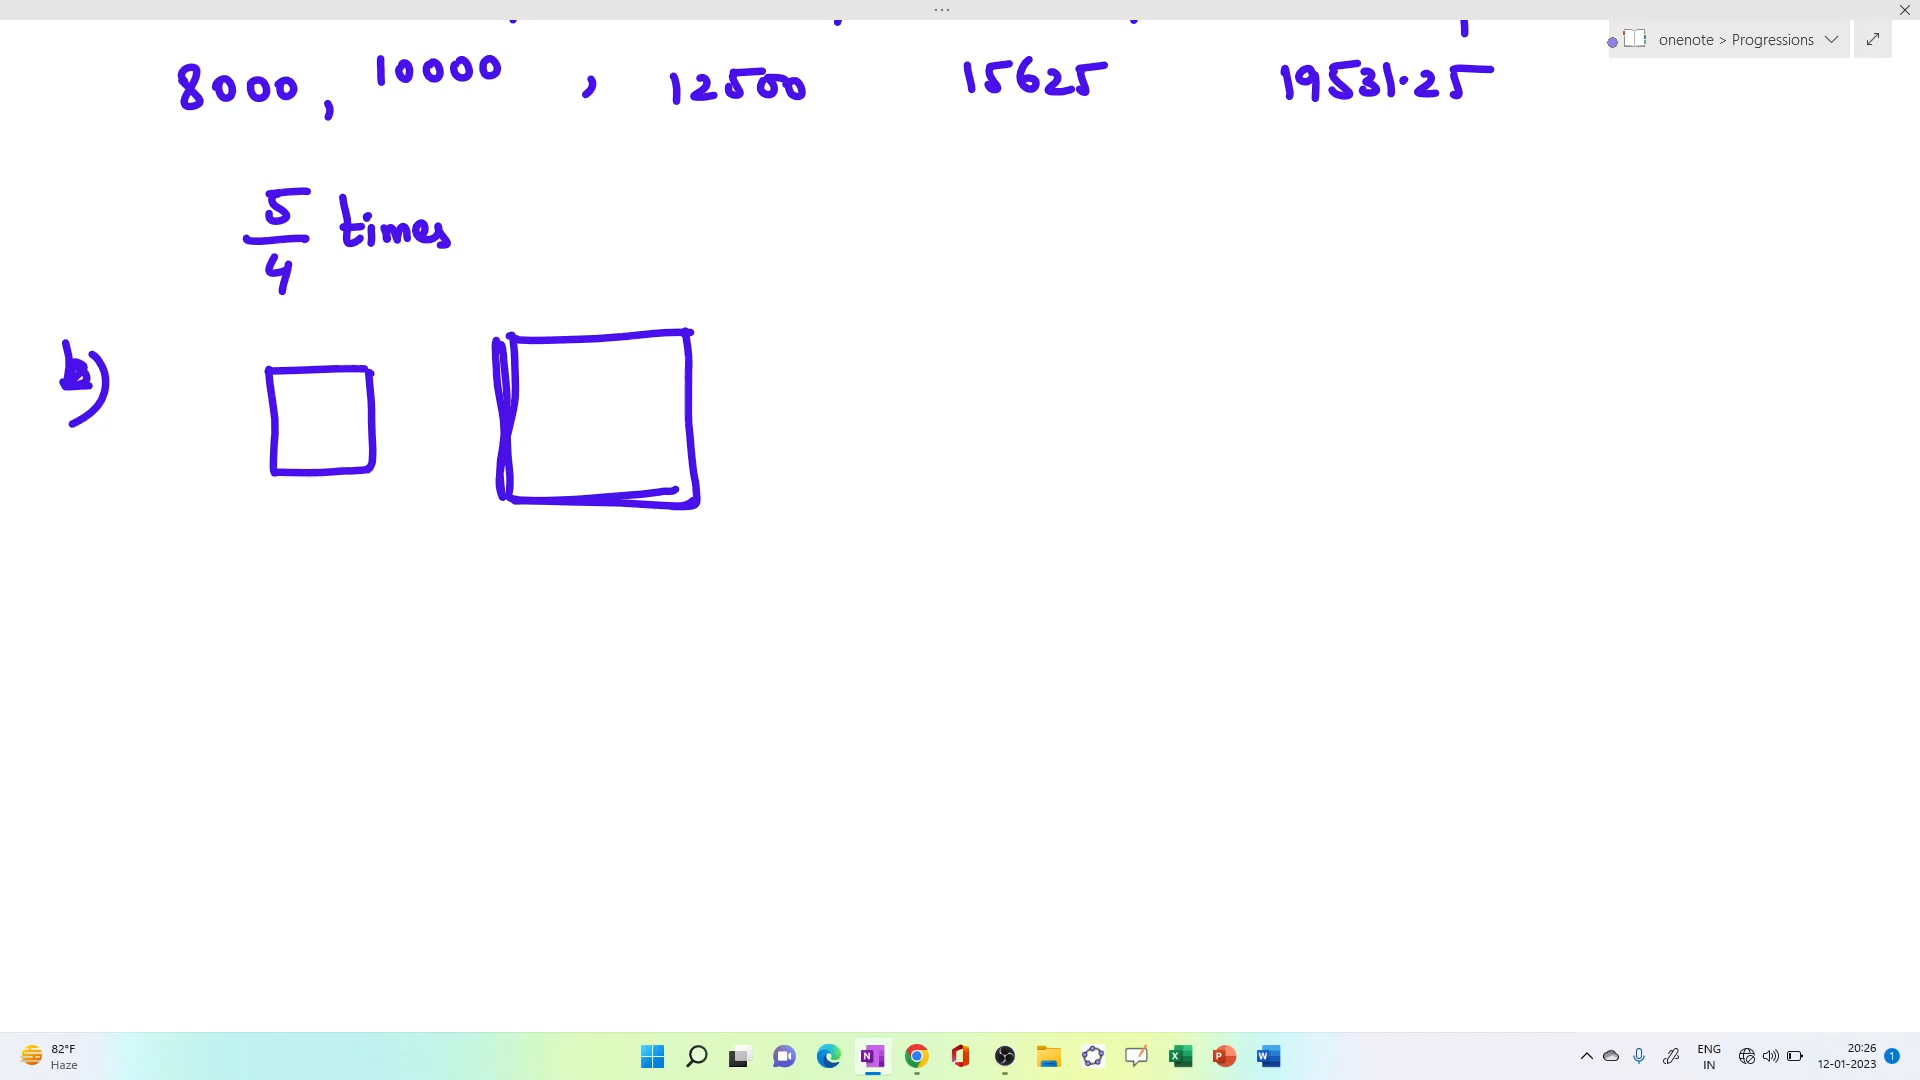 onenote > Progressions
8000, 10000 , 12500 15625 19531.25
5/4 times
b)
82°F
Haze
ENG
IN
20:26
12-01-2023
1